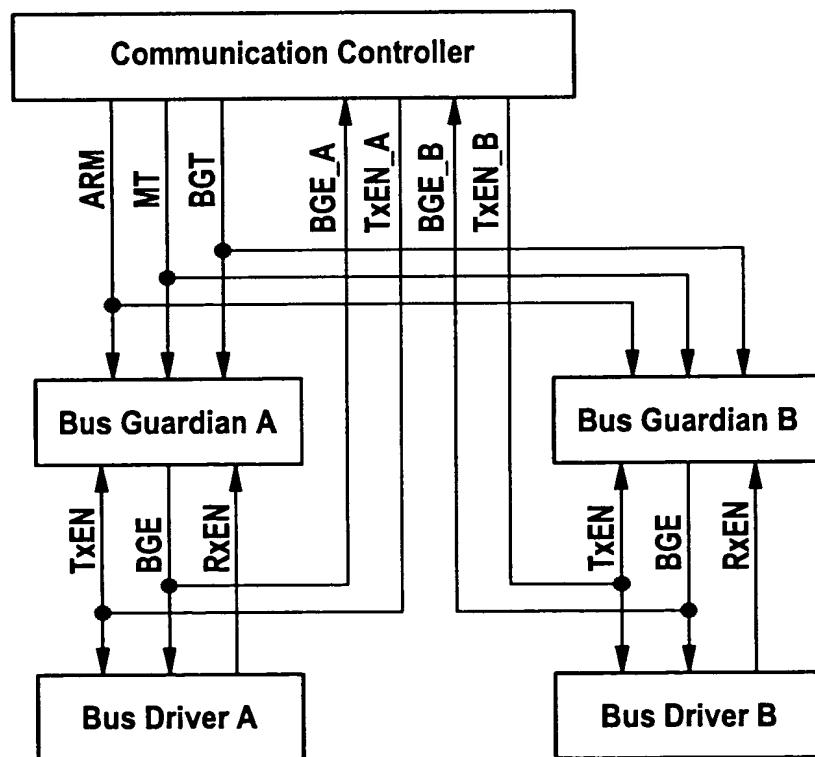 Communication Controller
ARM
MT
BGT
BGE_A
TxEN_A
BGE_B
TxEN_B
Bus Guardian A
Bus Guardian B
TxEN
BGE
RxEN
TxEN
BGE
RxEN
Bus Driver A
Bus Driver B